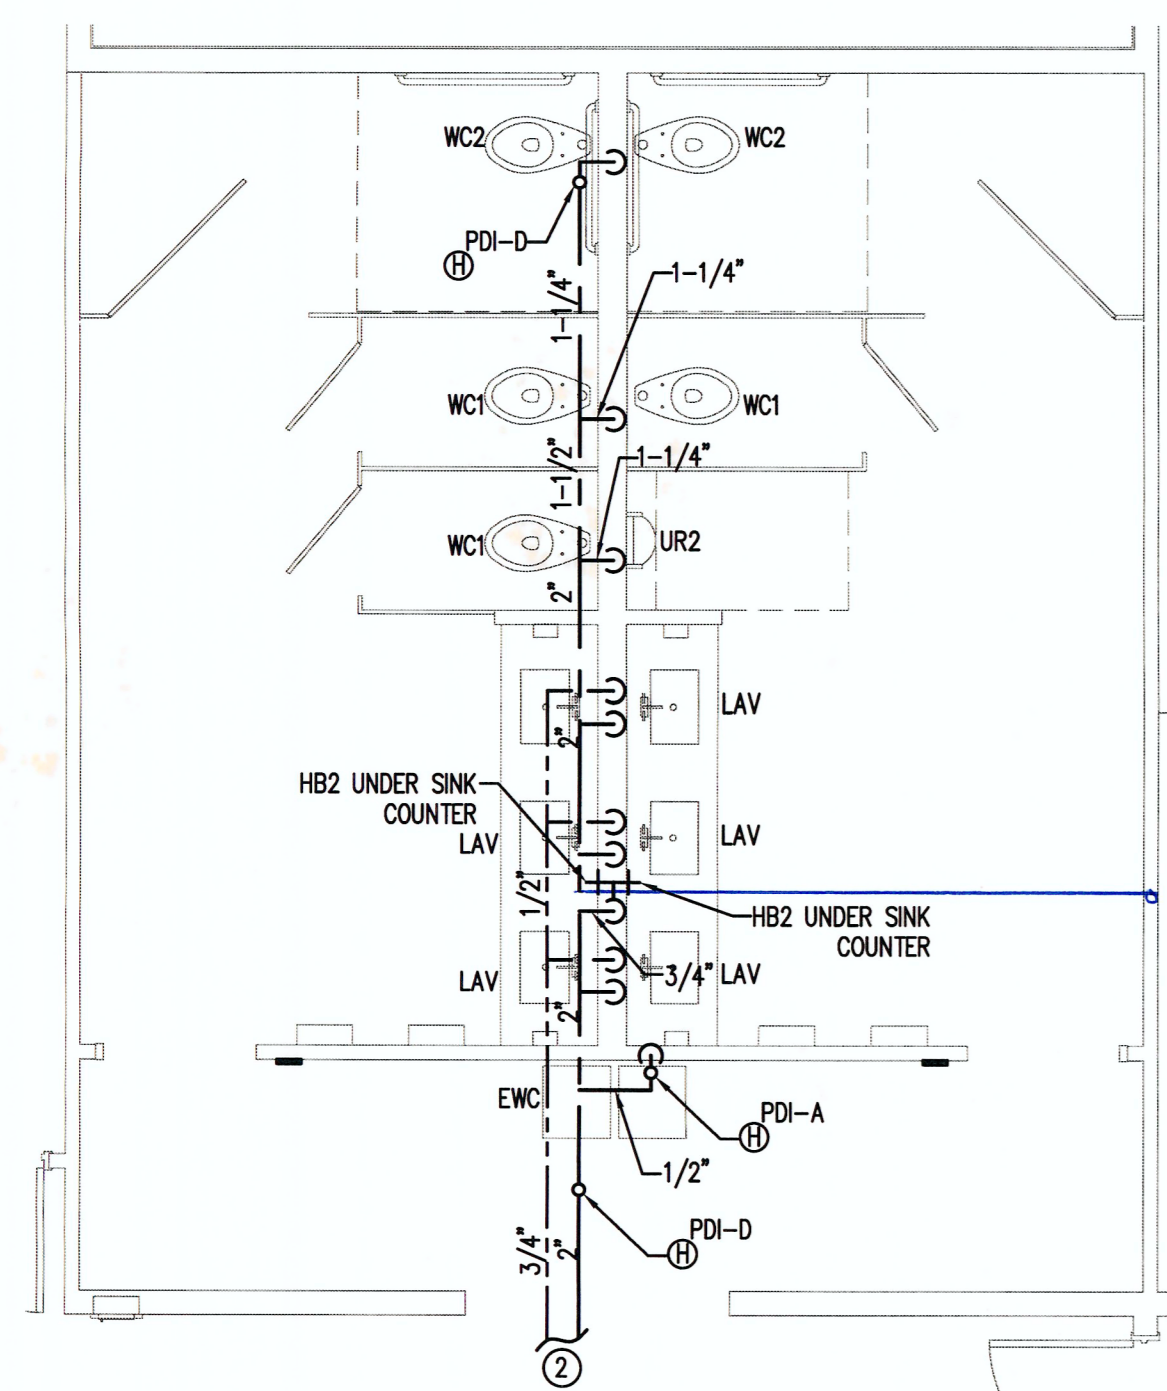 WC2
WC2
PDI-D
H
1-1/4"
1-1/4"
WC1
WC1
1-1/2"
1-1/4"
WC1
UR2
2"
LAV
2"
HB2 UNDER SINK
COUNTER
LAV
LAV
1/2"
HB2 UNDER SINK
COUNTER
3/4"
LAV
LAV
2"
EWC
PDI-A
H
1/2"
PDI-D
H
3/4"
2"
2